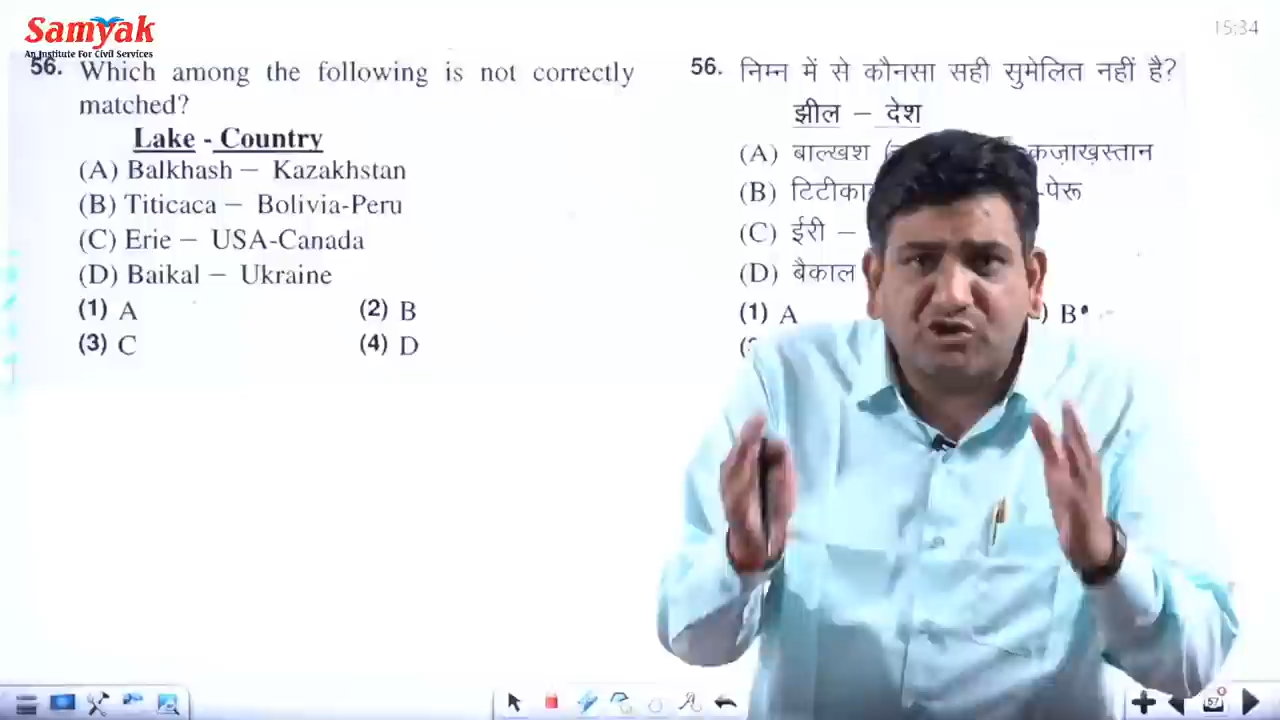 Samyak
An Institute For Civil Services
15:34
56. Which among the following is not correctly
matched?
Lake - Country
(A) Balkhash – Kazakhstan
(B) Titicaca – Bolivia-Peru
(C) Erie – USA-Canada
(D) Baikal – Ukraine
(1) A (2) B
(3) C (4) D
56. निम्न में से कौनसा सही सुमेलित नहीं है?
झील – देश
(A) बाल्खश कज़ाख़स्तान
(B) टिटीका -पेरू
(C) ईरी –
(D) बैकाल
(1) A ) B
57